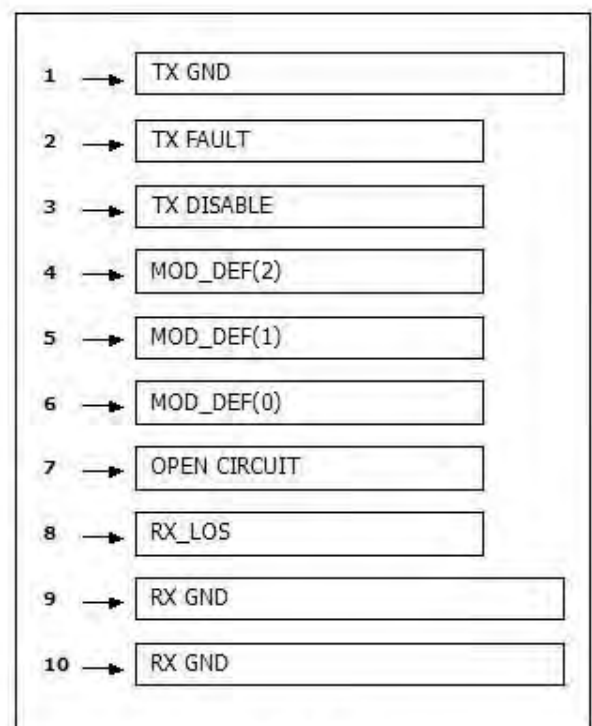 1 TX GND
2 TX FAULT
3 TX DISABLE
4 MOD_DEF(2)
5 MOD_DEF(1)
6 MOD_DEF(0)
7 OPEN CIRCUIT
8 RX_LOS
9 RX GND
10 RX GND